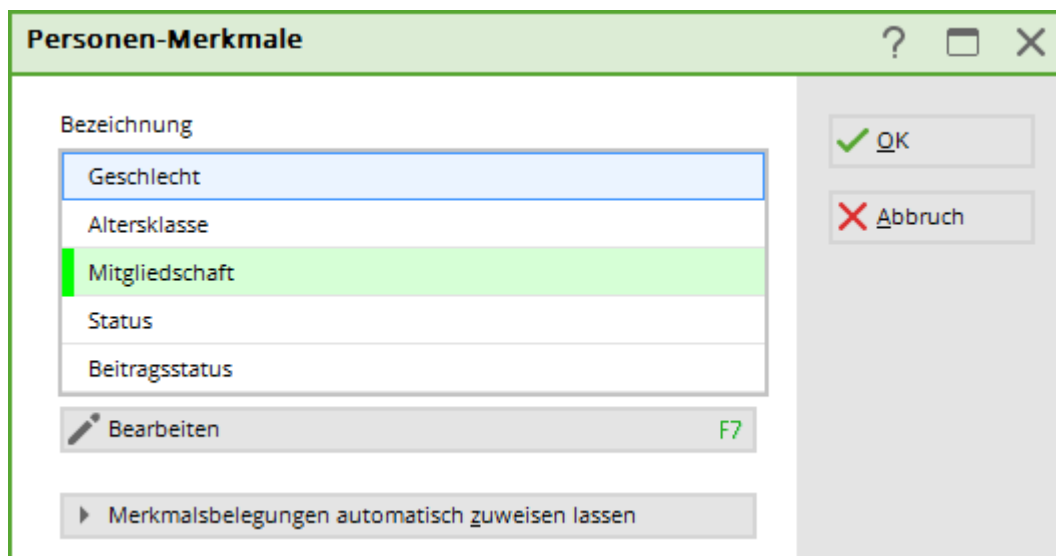 Personen-Merkmale
Bezeichnung
Geschlecht
Altersklasse
Mitgliedschaft
Status
Beitragsstatus
Bearbeiten F7
Merkmalsbelegungen automatisch zuweisen lassen
OK
Abbruch